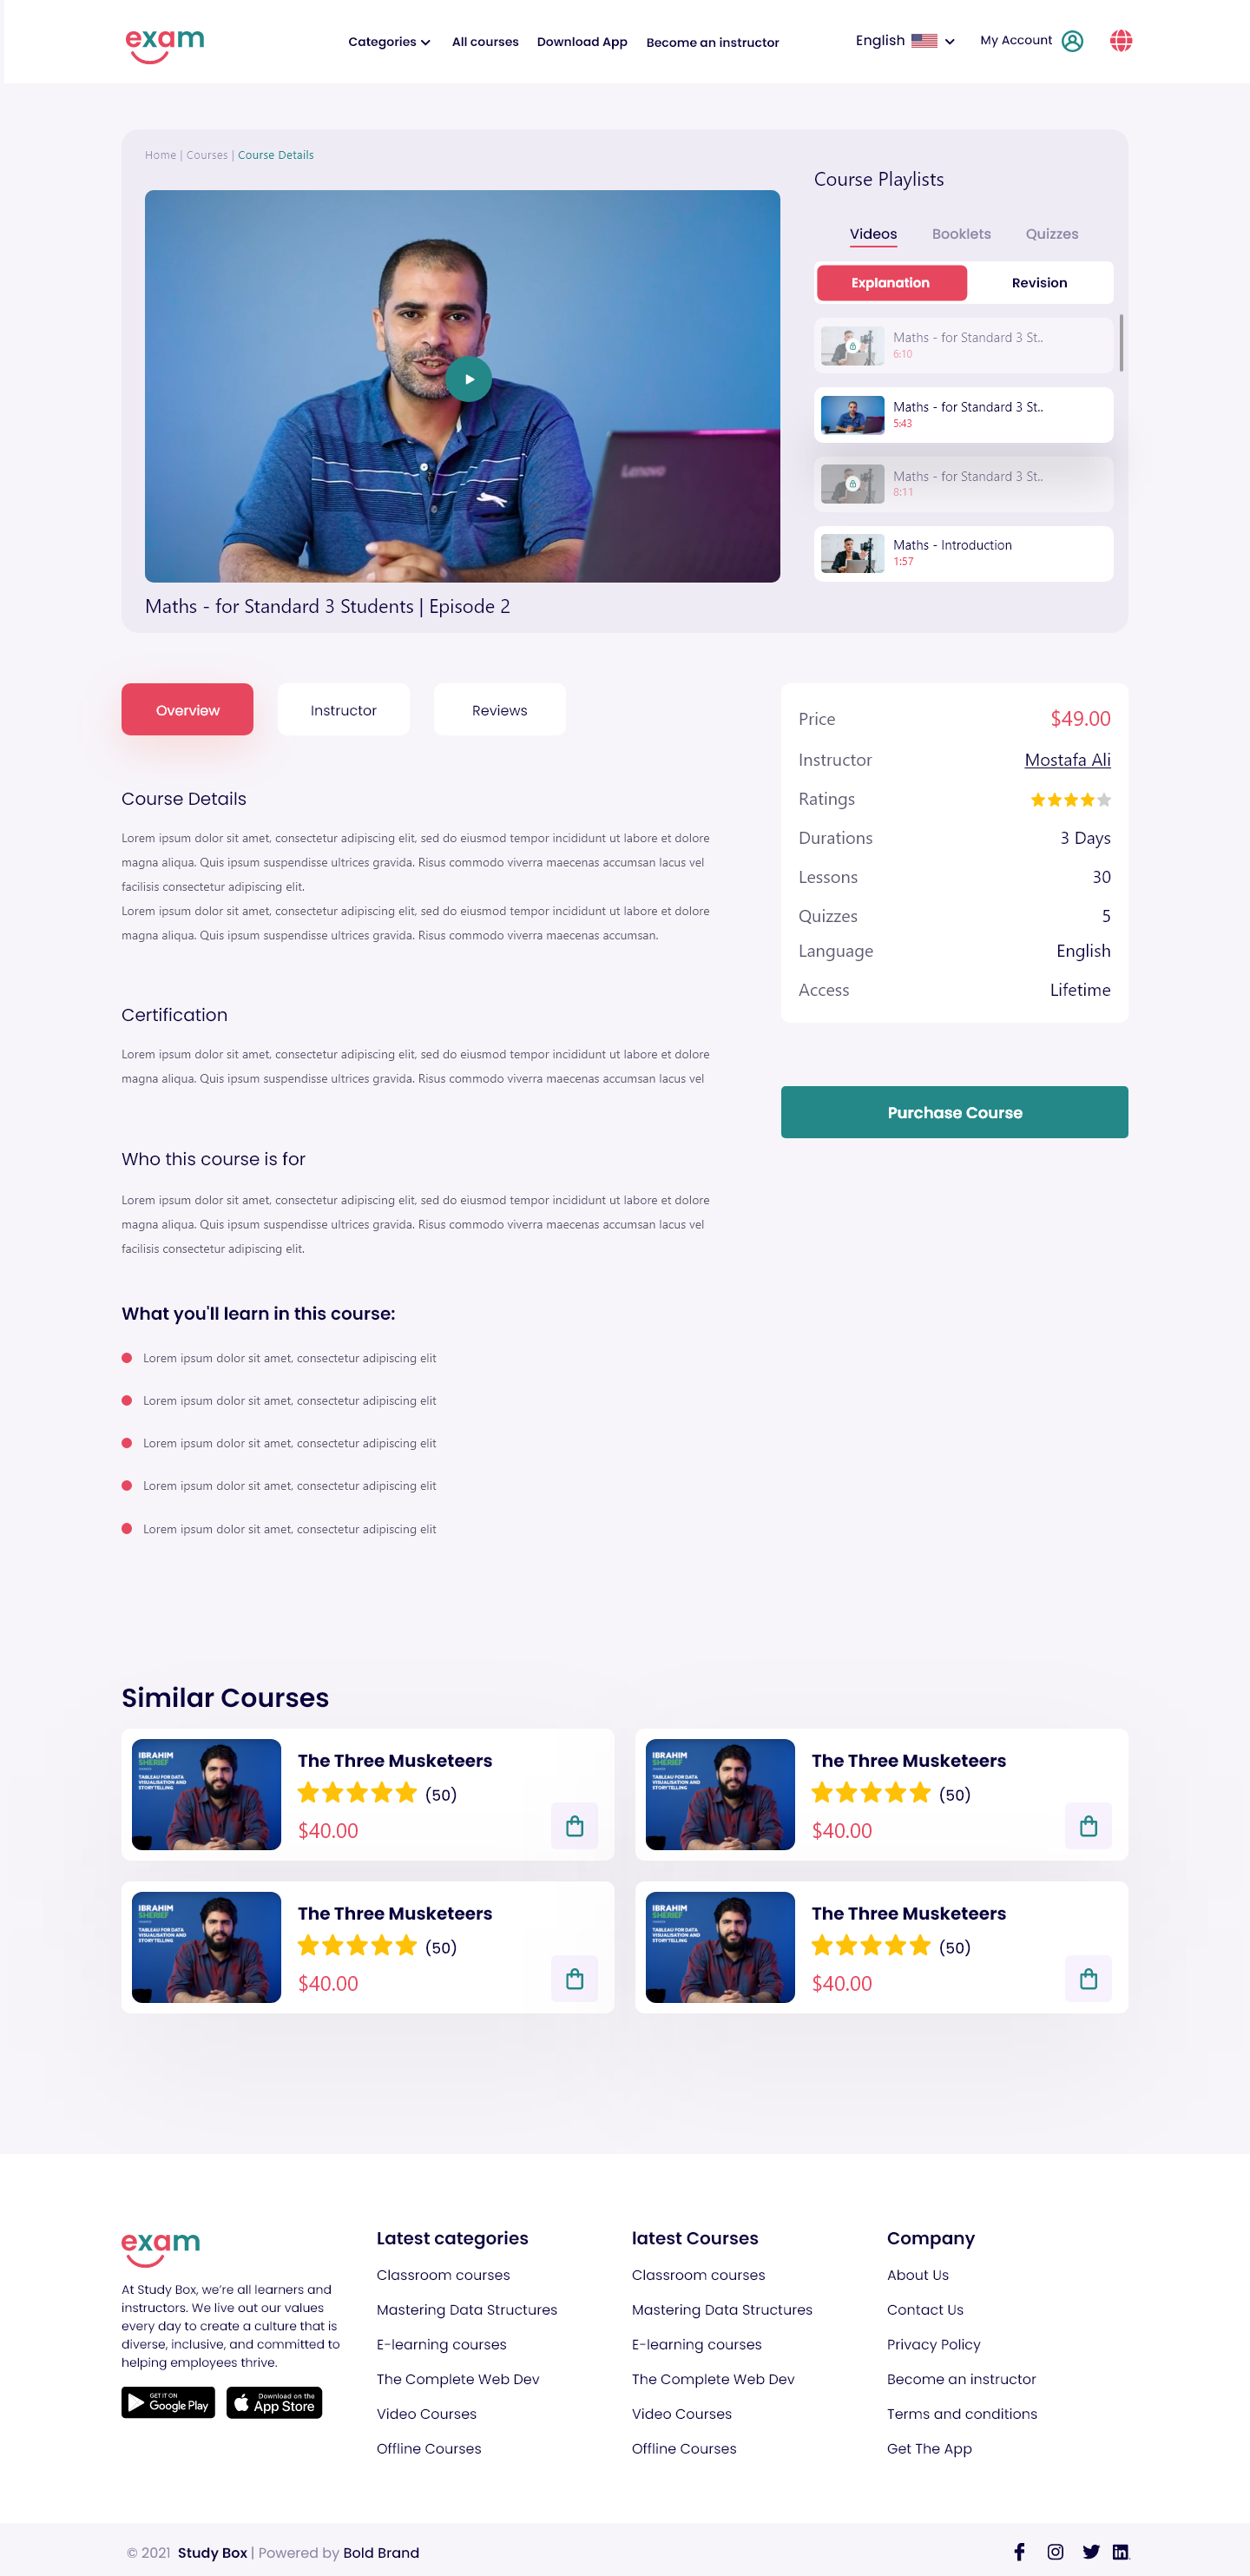 exam
Categories
All courses
Download App
Become an instructor
English
My Account
Home | Courses | Course Details
Lenovo
Maths - for Standard 3 Students | Episode 2
Course Playlists
Videos
Booklets
Quizzes
Explanation
Revision
Maths - for Standard 3 St..
6:10
Maths - for Standard 3 St..
5:43
Maths - for Standard 3 St..
8:11
Maths - Introduction
1:57
Overview
Instructor
Reviews
Course Details
Lorem ipsum dolor sit amet, consectetur adipiscing elit, sed do eiusmod tempor incididunt ut labore et dolore
magna aliqua. Quis ipsum suspendisse ultrices gravida. Risus commodo viverra maecenas accumsan lacus vel
facilisis consectetur adipiscing elit.
Lorem ipsum dolor sit amet, consectetur adipiscing elit, sed do eiusmod tempor incididunt ut labore et dolore
magna aliqua. Quis ipsum suspendisse ultrices gravida. Risus commodo viverra maecenas accumsan.
Certification
Lorem ipsum dolor sit amet, consectetur adipiscing elit, sed do eiusmod tempor incididunt ut labore et dolore
magna aliqua. Quis ipsum suspendisse ultrices gravida. Risus commodo viverra maecenas accumsan lacus vel
Who this course is for
Lorem ipsum dolor sit amet, consectetur adipiscing elit, sed do eiusmod tempor incididunt ut labore et dolore
magna aliqua. Quis ipsum suspendisse ultrices gravida. Risus commodo viverra maecenas accumsan lacus vel
facilisis consectetur adipiscing elit.
What you'll learn in this course:
Lorem ipsum dolor sit amet, consectetur adipiscing elit
Lorem ipsum dolor sit amet, consectetur adipiscing elit
Lorem ipsum dolor sit amet, consectetur adipiscing elit
Lorem ipsum dolor sit amet, consectetur adipiscing elit
Lorem ipsum dolor sit amet, consectetur adipiscing elit
Price $49.00
Instructor Mostafa Ali
Ratings
Durations 3 Days
Lessons 30
Quizzes 5
Language English
Access Lifetime
Purchase Course
Similar Courses
IBRAHIM
SHERIEF
TABLEAU FOR DATA
VISUALISATION AND
STORYTELLING
The Three Musketeers
(50)
$40.00
IBRAHIM
SHERIEF
TABLEAU FOR DATA
VISUALISATION AND
STORYTELLING
The Three Musketeers
(50)
$40.00
IBRAHIM
SHERIEF
TABLEAU FOR DATA
VISUALISATION AND
STORYTELLING
The Three Musketeers
(50)
$40.00
IBRAHIM
SHERIEF
TABLEAU FOR DATA
VISUALISATION AND
STORYTELLING
The Three Musketeers
(50)
$40.00
exam
At Study Box, we're all learners and
instructors. We live out our values
every day to create a culture that is
diverse, inclusive, and committed to
helping employees thrive.
GET IT ON
Google Play
Download on the
App Store
Latest categories
Classroom courses
Mastering Data Structures
E-learning courses
The Complete Web Dev
Video Courses
Offline Courses
latest Courses
Classroom courses
Mastering Data Structures
E-learning courses
The Complete Web Dev
Video Courses
Offline Courses
Company
About Us
Contact Us
Privacy Policy
Become an instructor
Terms and conditions
Get The App
© 2021 Study Box | Powered by Bold Brand